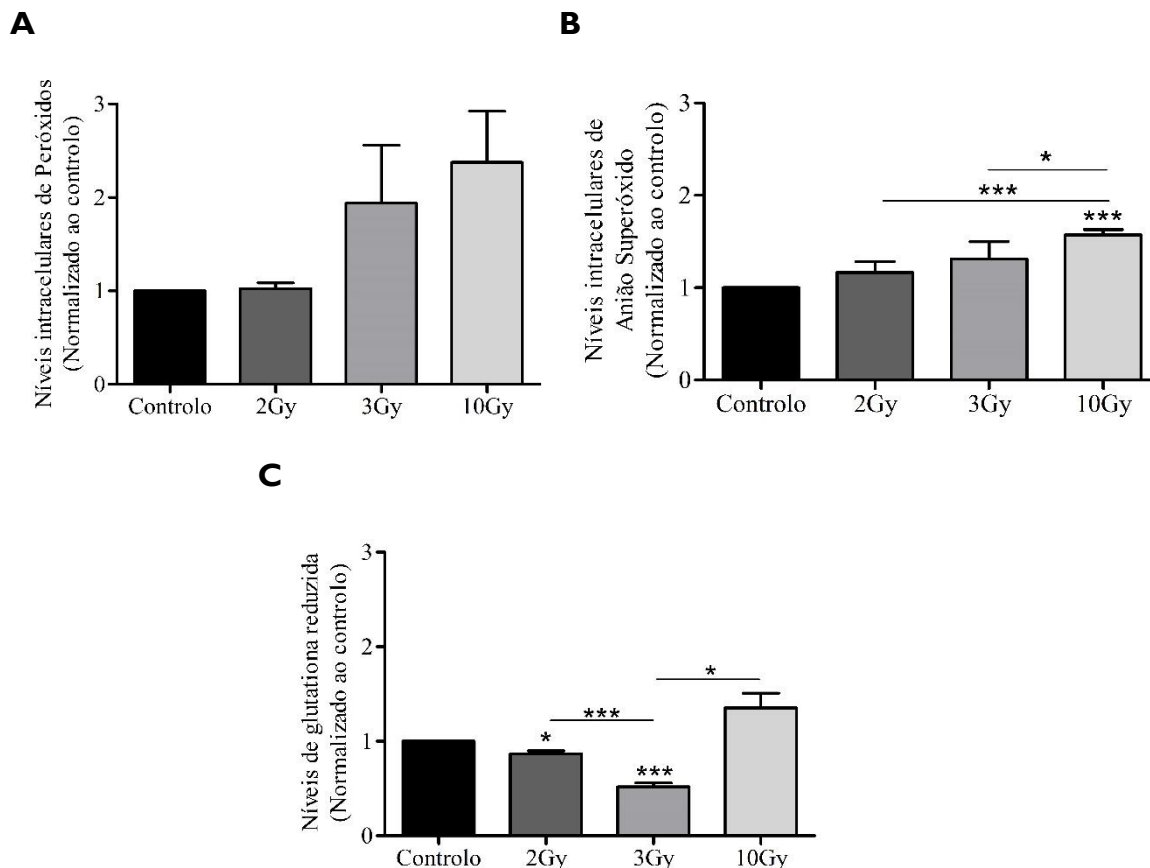 A
Níveis intracelulares de Peróxidos
(Normalizado ao controlo)
3
2
1
0
Controlo
2Gy
3Gy
10Gy
B
Níveis intracelulares de
Anião Superóxido
(Normalizado ao controlo)
3
2
1
0
*
***
***
Controlo
2Gy
3Gy
10Gy
C
Níveis de glutationa reduzida
(Normalizado ao controlo)
3
2
1
0
*
***
*
***
Controlo
2Gy
3Gy
10Gy